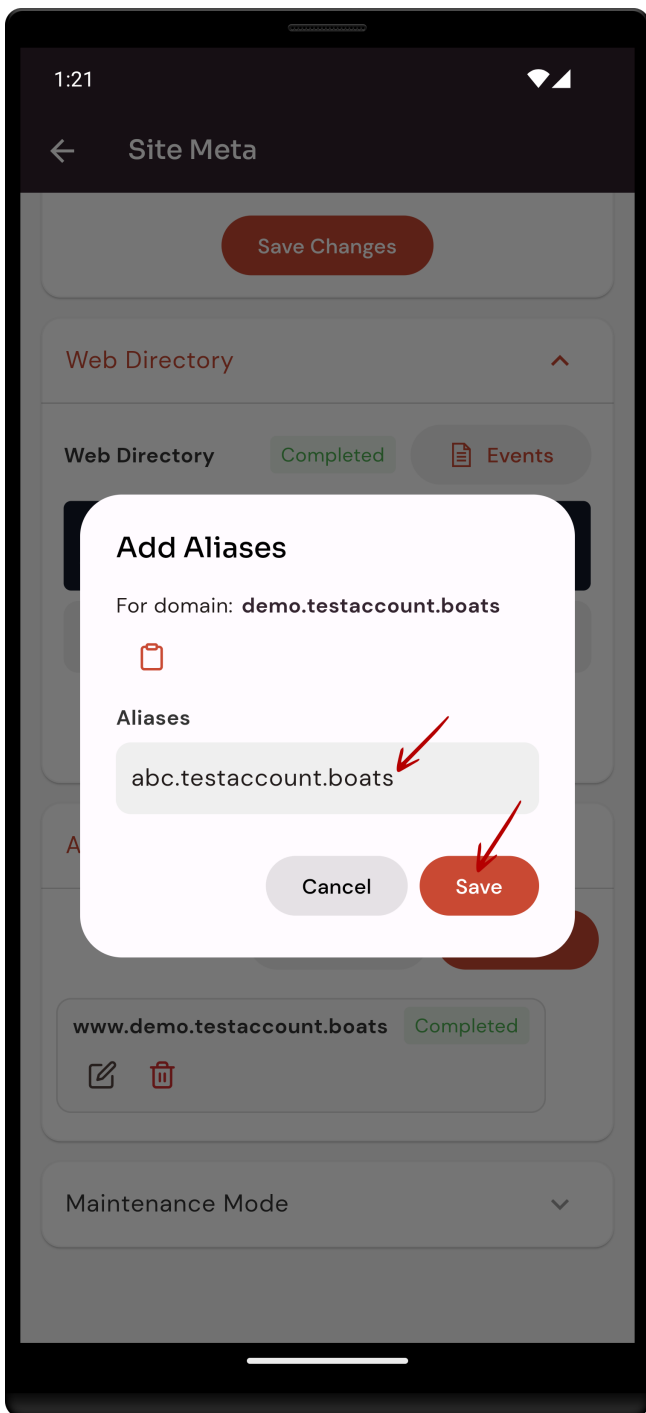 1:21
Site Meta
Save Changes
Web Directory
Web Directory Completed Events
Add Aliases
For domain: demo.testaccount.boats
Aliases
abc.testaccount.boats
A
Cancel Save
www.demo.testaccount.boats Completed
Maintenance Mode